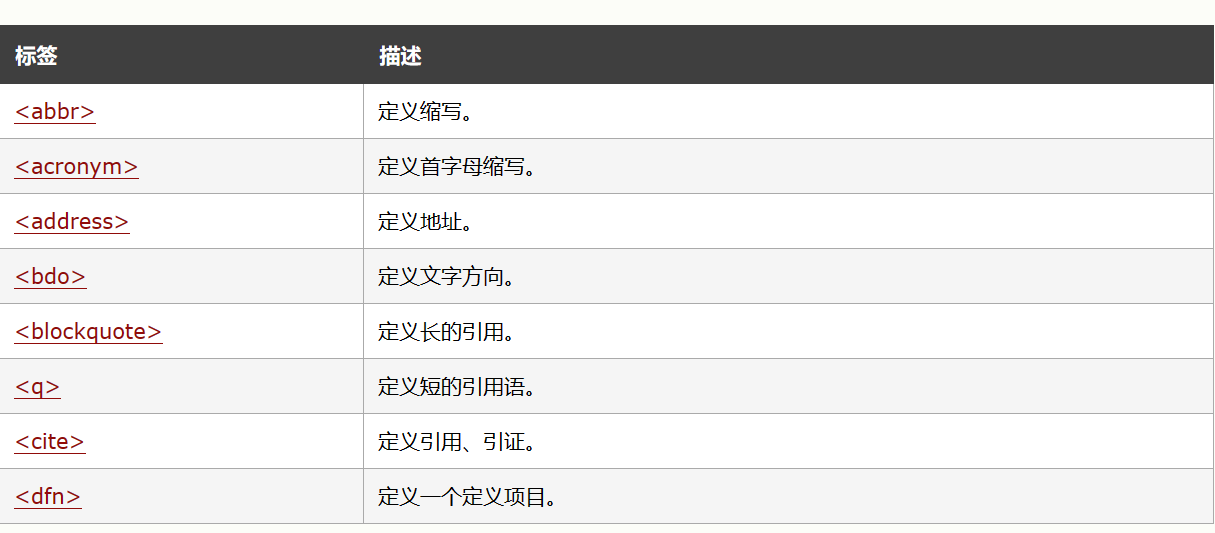 标签 描述
<abbr> 定义缩写。
<acronym> 定义首字母缩写。
<address> 定义地址。
<bdo> 定义文字方向。
<blockquote> 定义长的引用。
<q> 定义短的引用语。
<cite> 定义引用、引证。
<dfn> 定义一个定义项目。